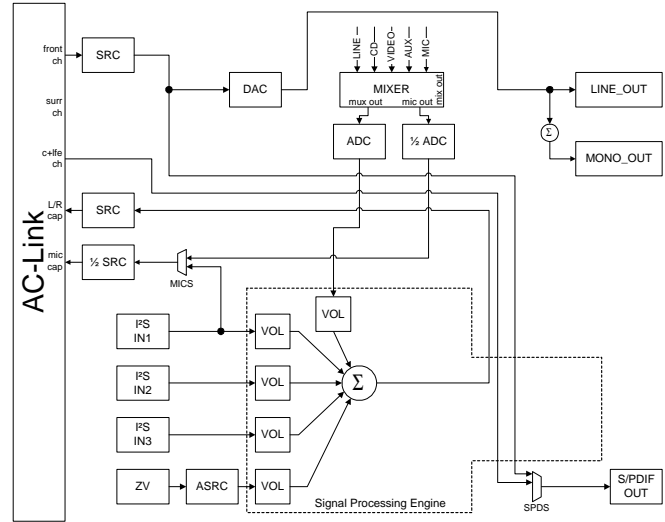 AC-Link
front
ch
surr
ch
c+lfe
ch
L/R
cap
mic
cap
SRC
DAC
LINE
CD
VIDEO
AUX
MIC
MIXER
mix out
mux out
mic out
ADC
½ ADC
LINE_OUT
Σ
MONO_OUT
SRC
½ SRC
MICS
VOL
I²S
IN1
VOL
I²S
IN2
VOL
Σ
I²S
IN3
VOL
ZV
ASRC
VOL
Signal Processing Engine
SPDS
S/PDIF
OUT